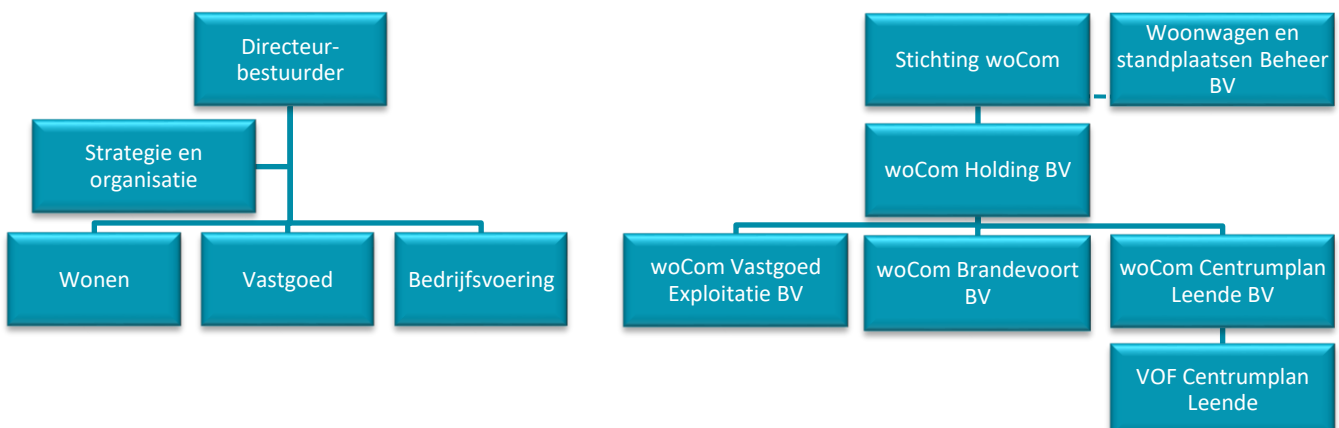 Directeur-
bestuurder
Strategie en
organisatie
Wonen
Vastgoed
Bedrijfsvoering
Stichting woCom
Woonwagen en
standplaatsen Beheer
BV
woCom Holding BV
woCom Vastgoed
Exploitatie BV
woCom Brandevoort
BV
woCom Centrumplan
Leende BV
VOF Centrumplan
Leende